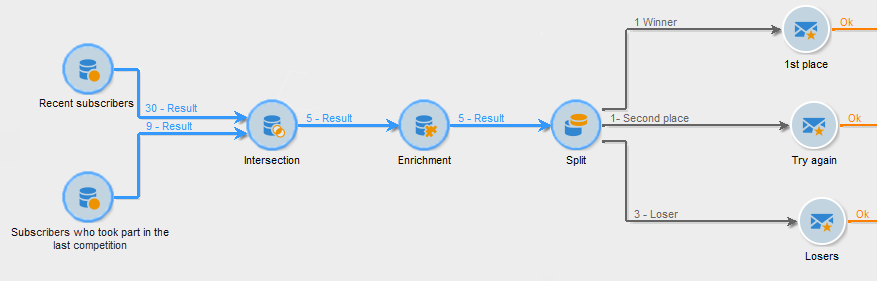 1 Winner
Ok
1st place
Recent subscribers
30 - Result
9 - Result
5 - Result
5 - Result
1- Second place
Ok
Intersection
Enrichment
Split
Try again
3 - Loser
Ok
Subscribers who took part in the
last competition
Losers